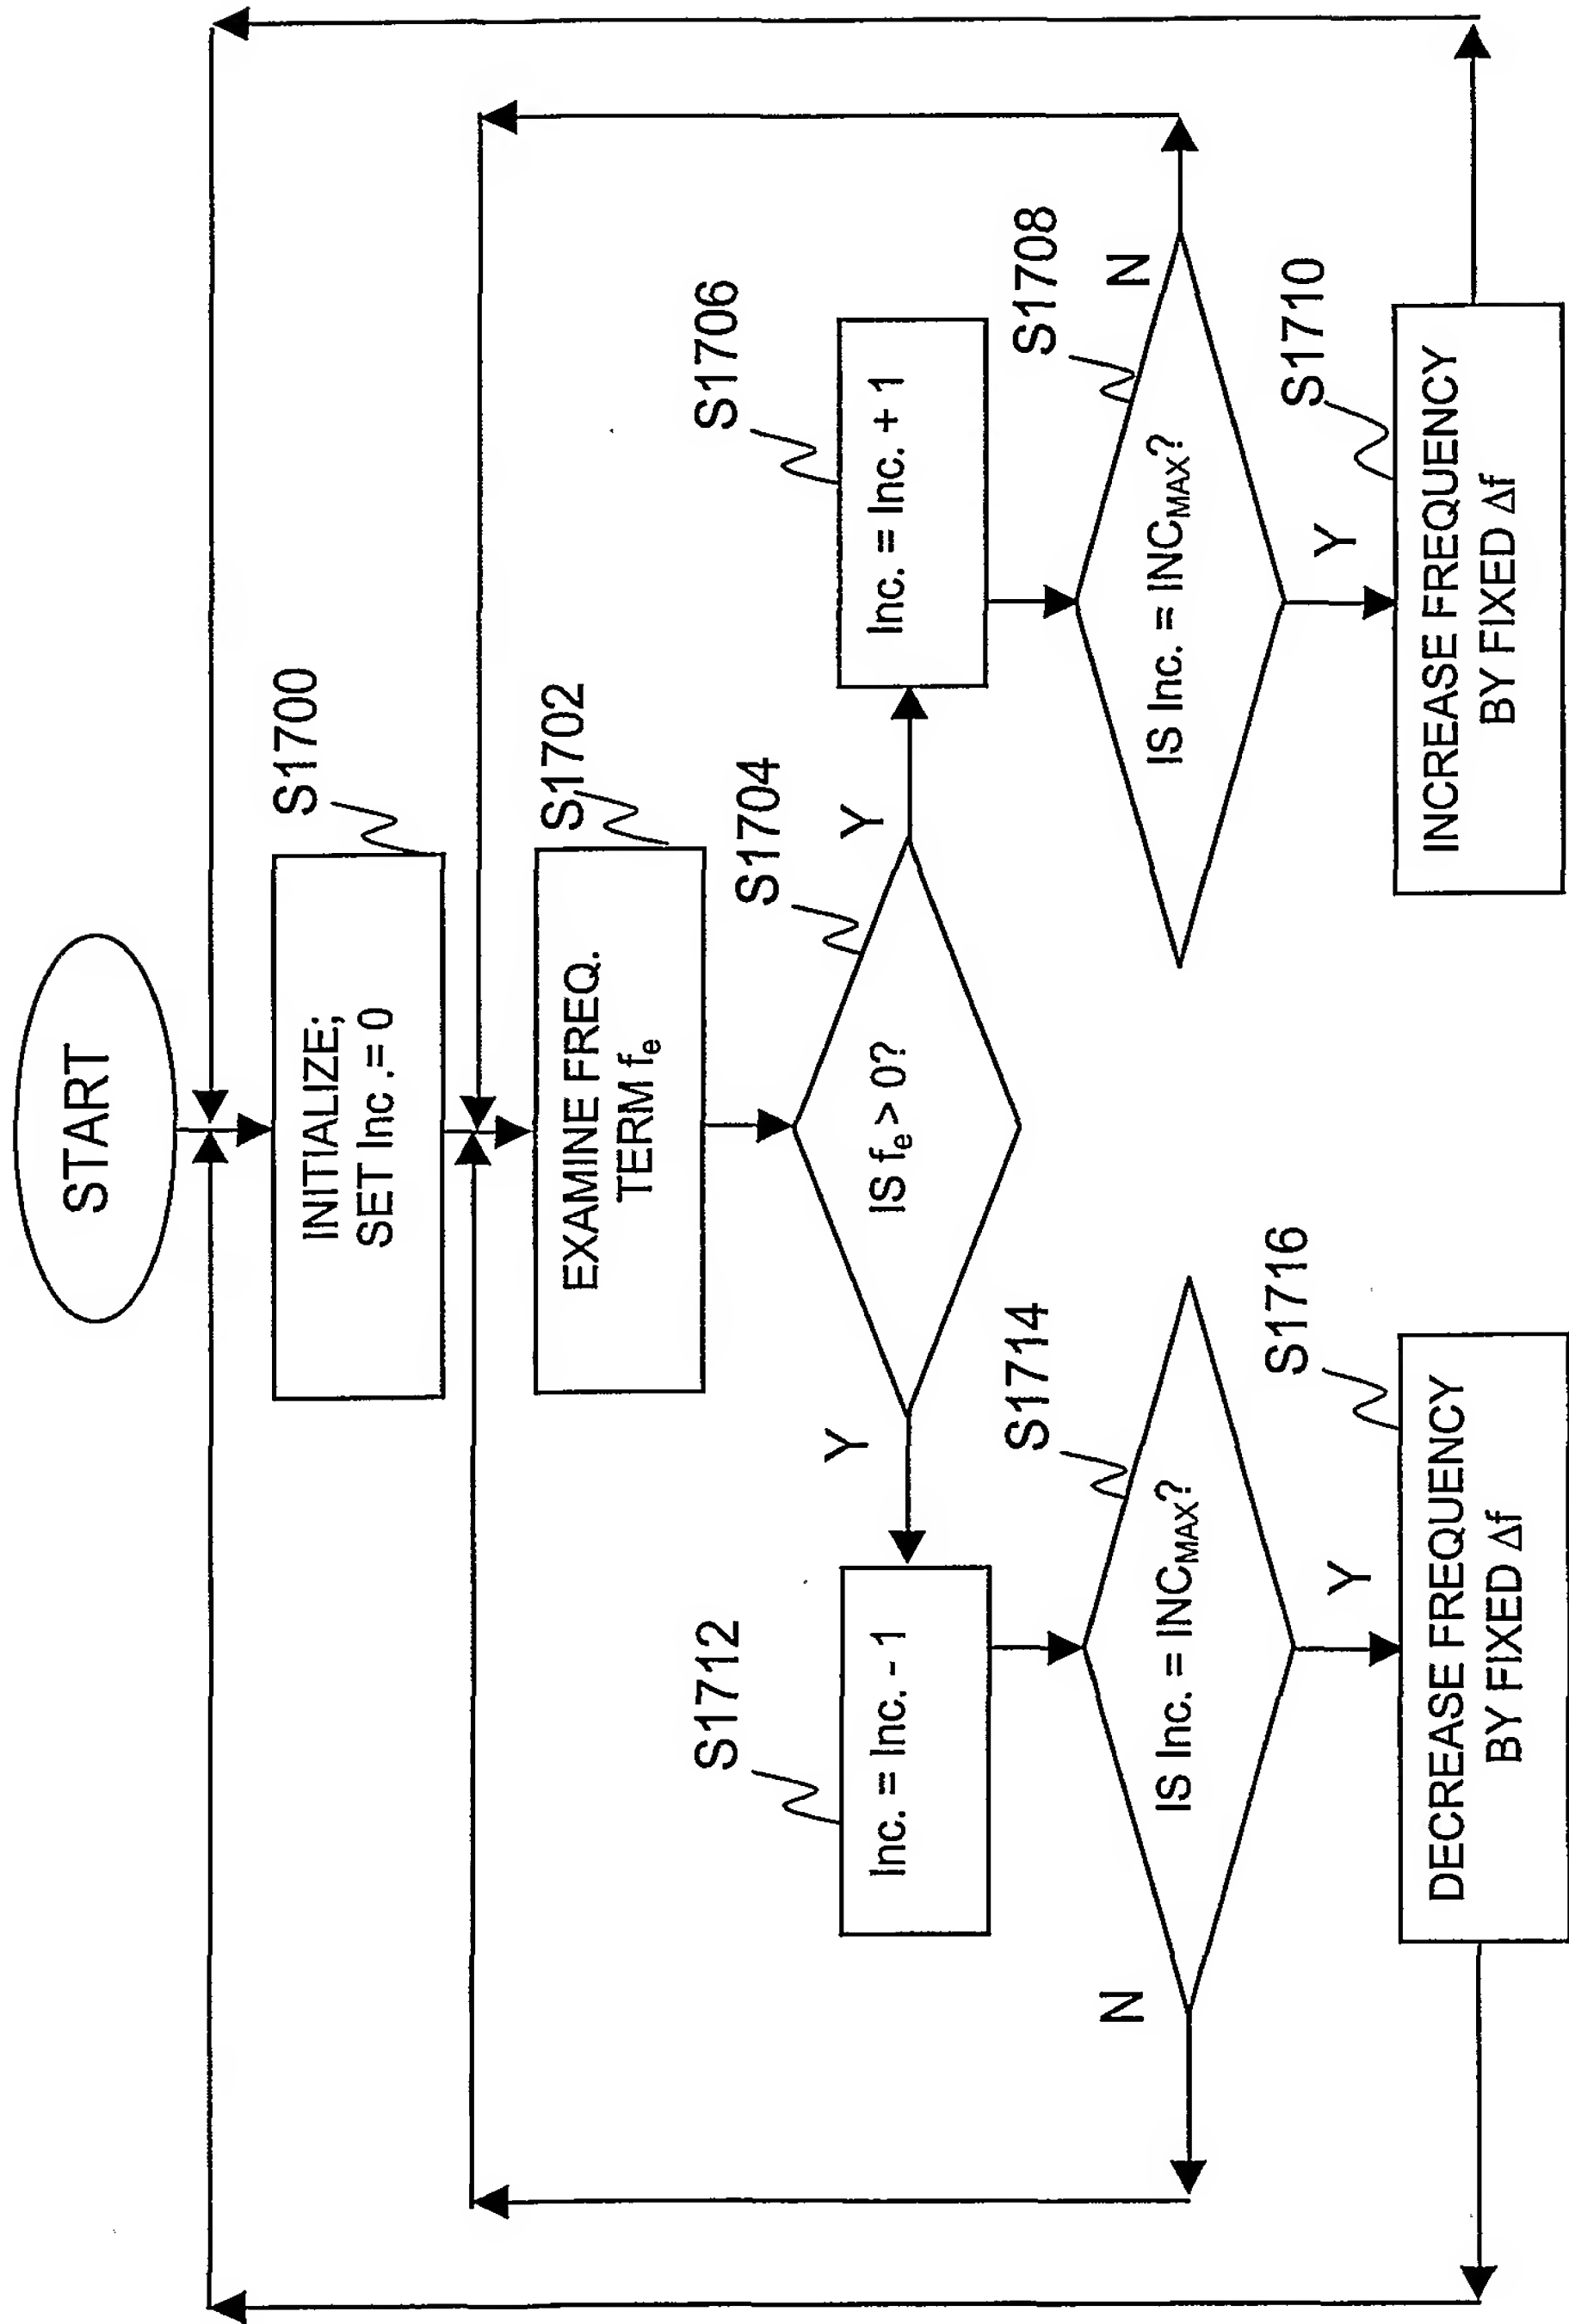 START
S1700
INITIALIZE;
SET Inc .= 0
S1702
EXAMINE FREQ.
TERM fₑ
S1704
IS fₑ > 0?
Y
Y
S1712
Inc. = Inc. - 1
S1706
Inc. = Inc. + 1
S1714
IS Inc. = INC_MAX?
N
Y
S1708
IS Inc. = INC_MAX?
N
Y
S1716
DECREASE FREQUENCY
BY FIXED Δf
S1710
INCREASE FREQUENCY
BY FIXED Δf